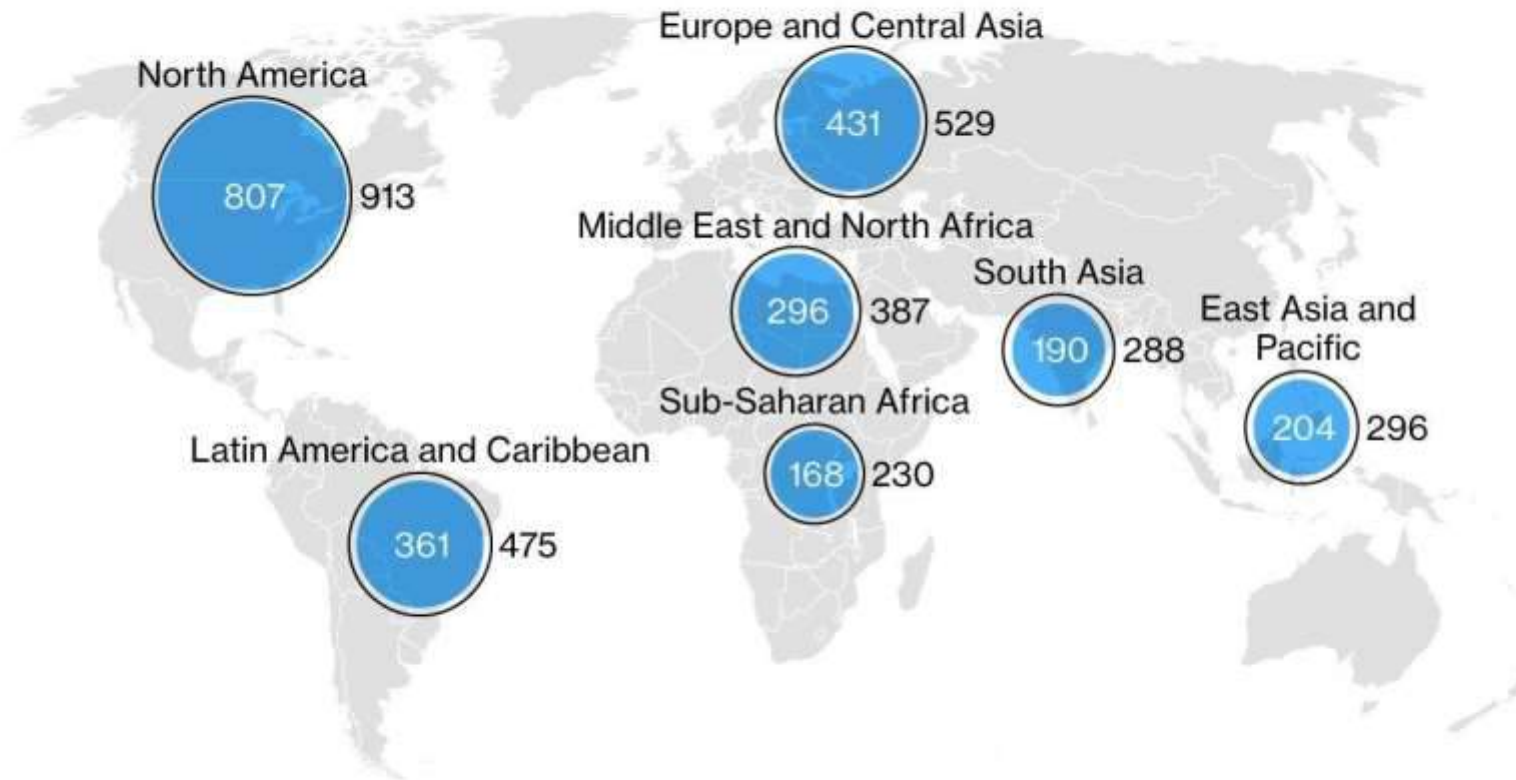 Europe and Central Asia
431 529
North America
807 913
Middle East and North Africa
296 387
South Asia
190 288
East Asia and
Pacific
204 296
Sub-Saharan Africa
168 230
Latin America and Caribbean
361 475